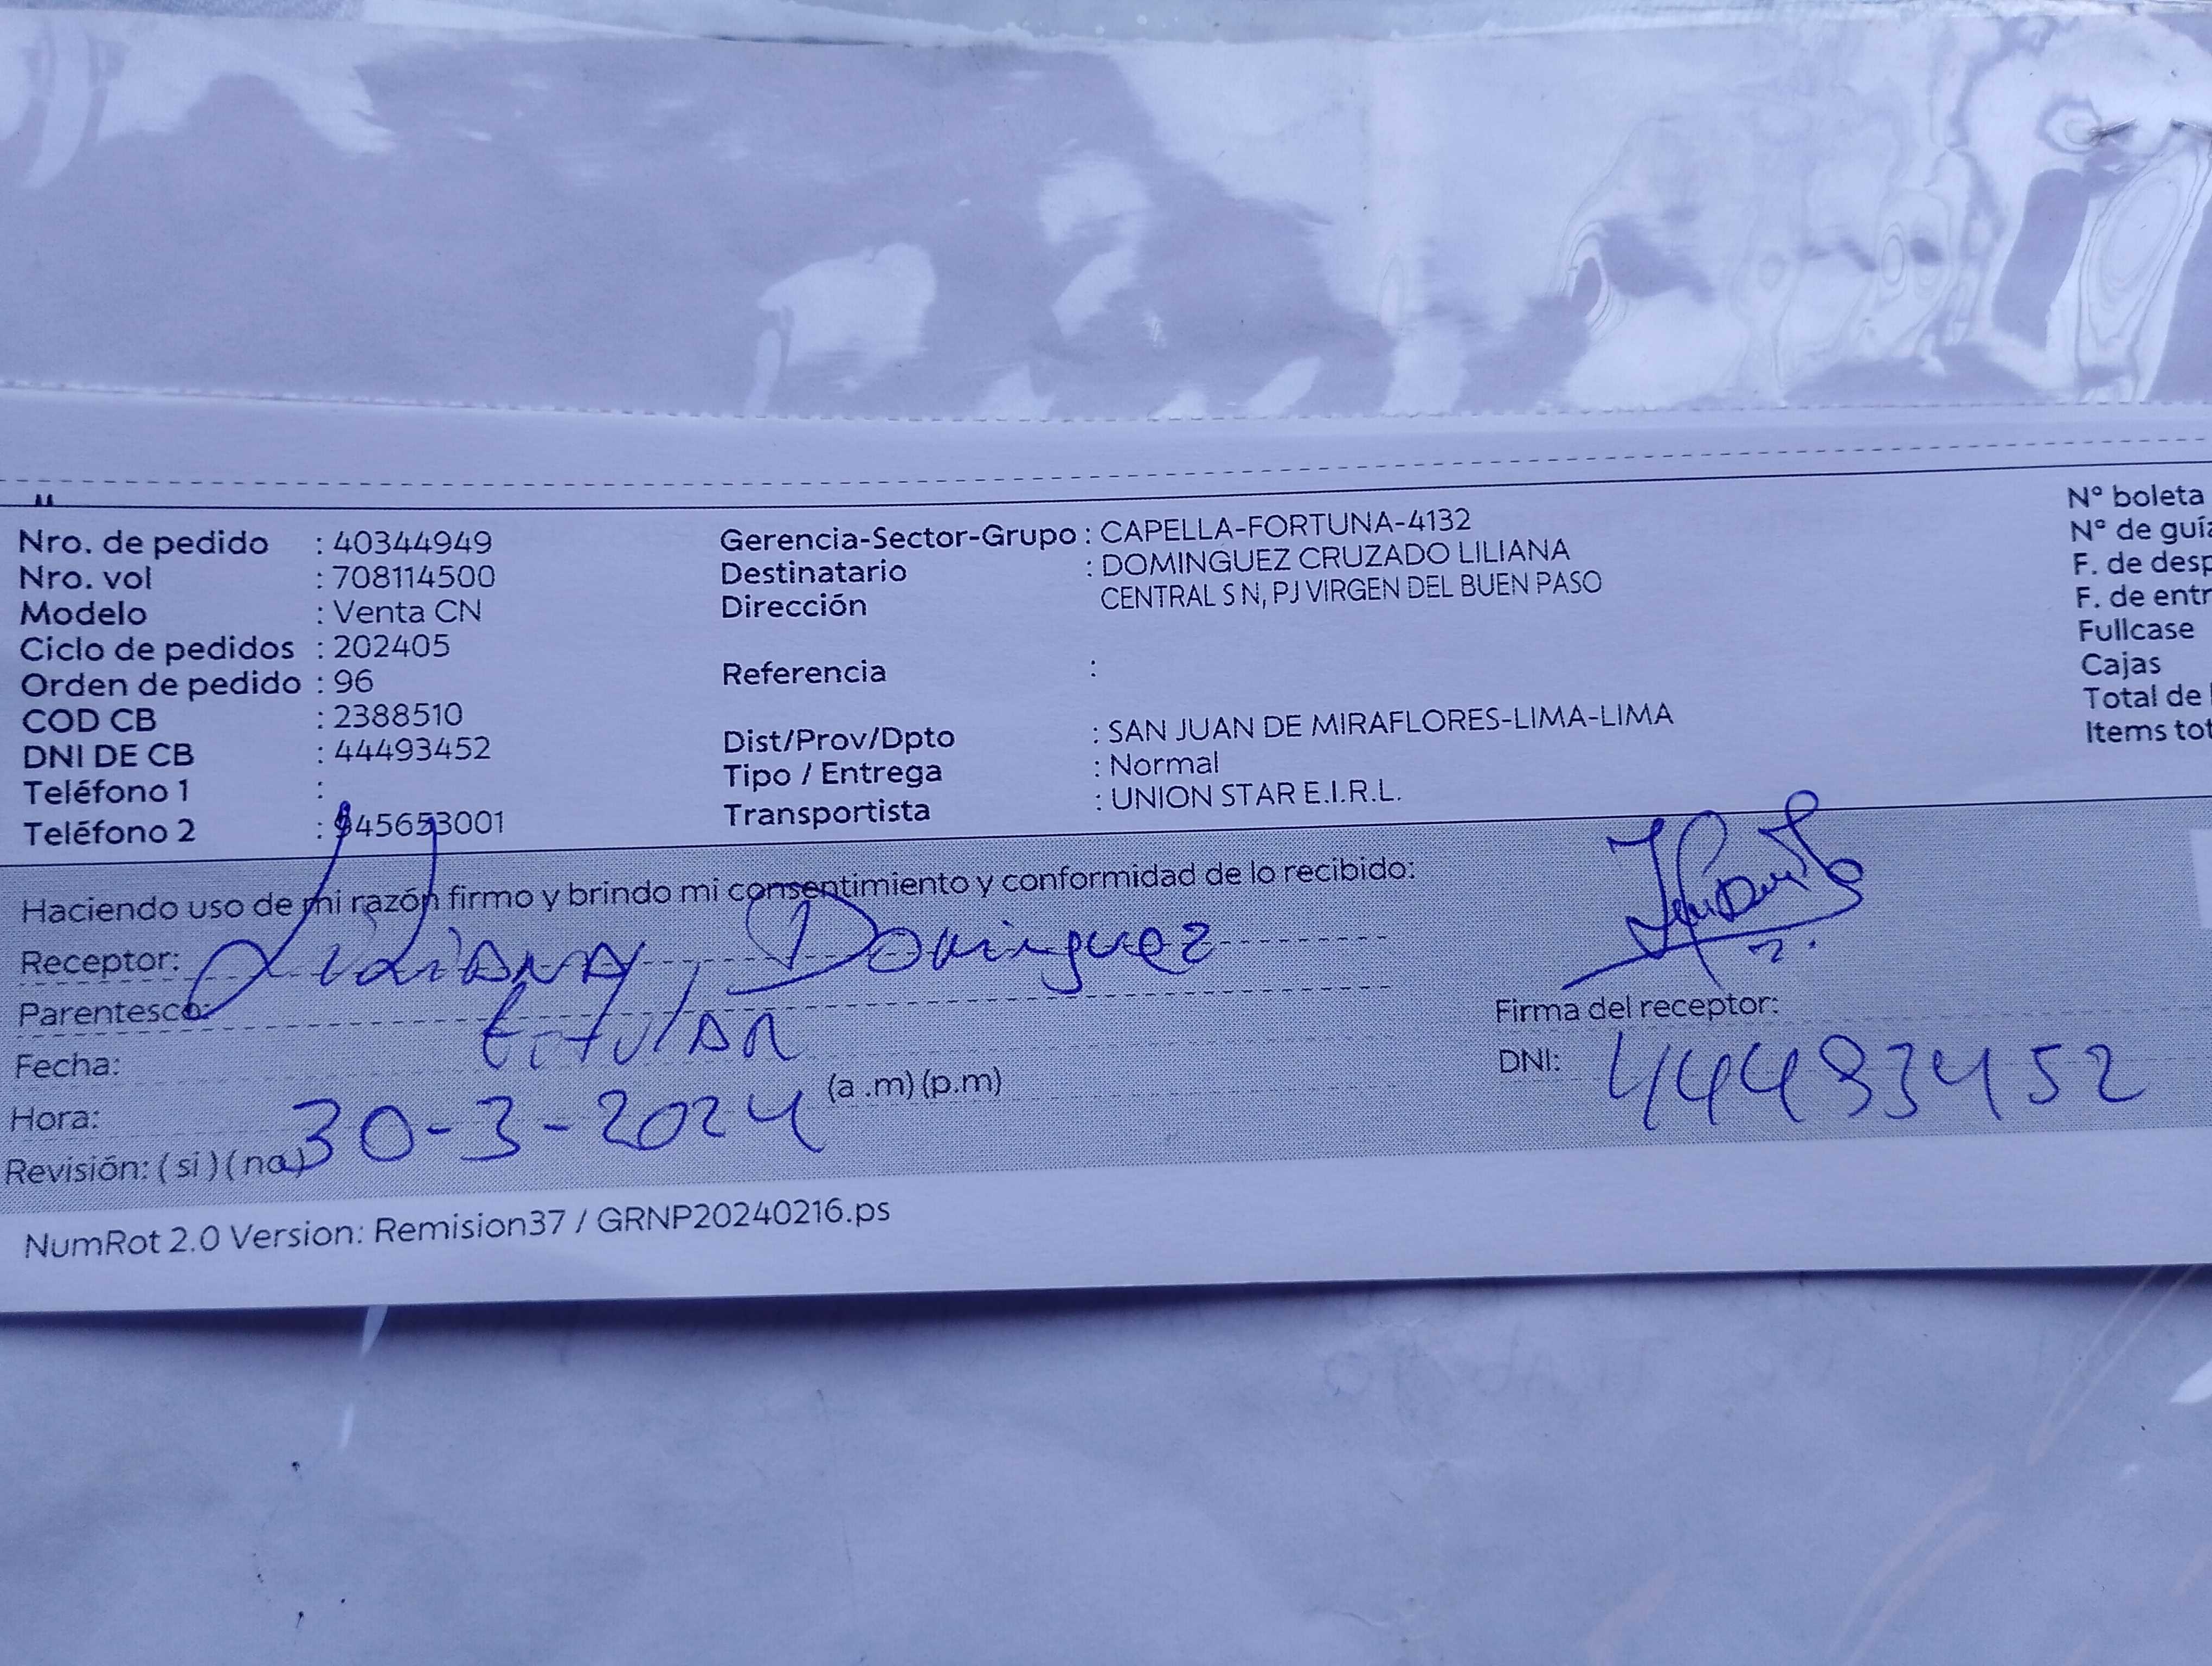 Nro. de pedido : 40344949
Nro. vol : 708114500
Modelo : Venta CN
Ciclo de pedidos : 202405
Orden de pedido : 96
COD CB : 2388510
DNI DE CB : 44493452
Teléfono 1 :
Teléfono 2 : 945653001
Gerencia-Sector-Grupo : CAPELLA-FORTUNA-4132
Destinatario : DOMINGUEZ CRUZADO LILIANA
Dirección CENTRAL S N, PJ VIRGEN DEL BUEN PASO
Referencia :
Dist/Prov/Dpto : SAN JUAN DE MIRAFLORES-LIMA-LIMA
Tipo / Entrega : Normal
Transportista : UNION STAR E.I.R.L.
Nº boleta
Nº de guía
F. de desp
F. de entr
Fullcase
Cajas
Total de
Items tot
Haciendo uso de mi razón firmo y brindo mi consentimiento y conformidad de lo recibido:
Receptor: Liliana Dominguez
Parentesco: titular
Fecha:
Hora: 30-3-2024 (a .m) (p.m)
Revisión: ( si ) ( no )
Firma del receptor:
DNI: 44493452
NumRot 2.0 Version: Remision37 / GRNP20240216.ps